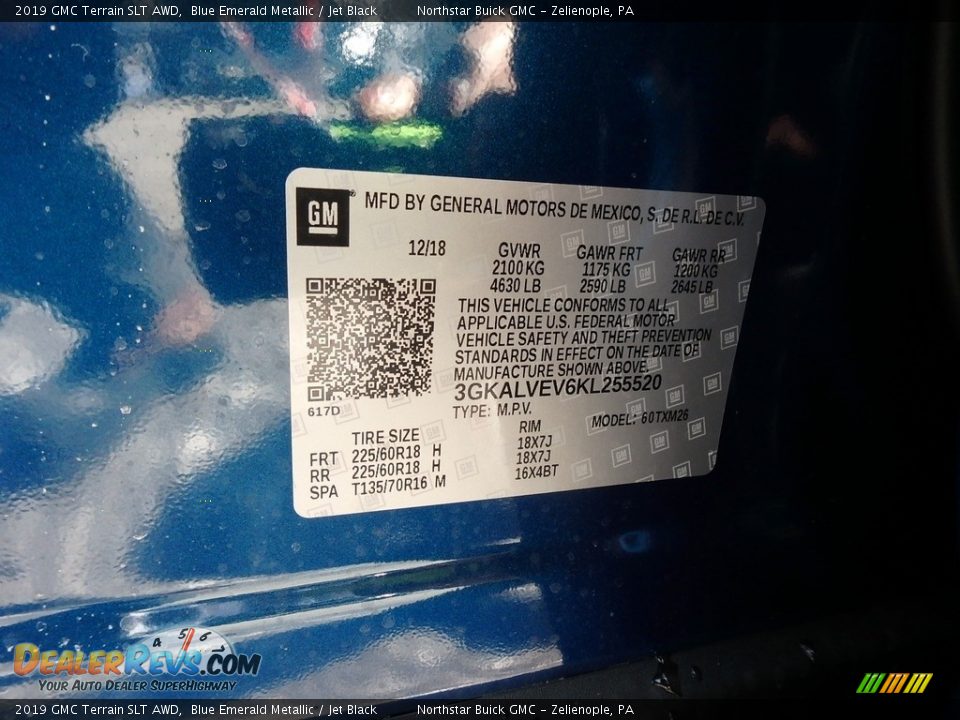 2019 GMC Terrain SLT AWD, Blue Emerald Metallic / Jet Black Northstar Buick GMC - Zelienople, PA
GM MFD BY GENERAL MOTORS DE MEXICO, S. DE R.L. DE C.V.
12/18 GVWR GAWR FRT GAWR RR
2100 KG 1175 KG 1200 KG
4630 LB 2590 LB 2645 LB
THIS VEHICLE CONFORMS TO ALL
APPLICABLE U.S. FEDERAL MOTOR
VEHICLE SAFETY AND THEFT PREVENTION
STANDARDS IN EFFECT ON THE DATE OF
MANUFACTURE SHOWN ABOVE.
3GKALVEV6KL255520
617D TYPE: M.P.V. MODEL: 60TXM26
TIRE SIZE RIM
FRT 225/60R18 H 18X7J
RR 225/60R18 H 18X7J
SPA T135/70R16 M 16X4BT
4 5 6
DEALERREVS.COM
YOUR AUTO DEALER SUPERHIGHWAY
2019 GMC Terrain SLT AWD, Blue Emerald Metallic / Jet Black Northstar Buick GMC - Zelienople, PA